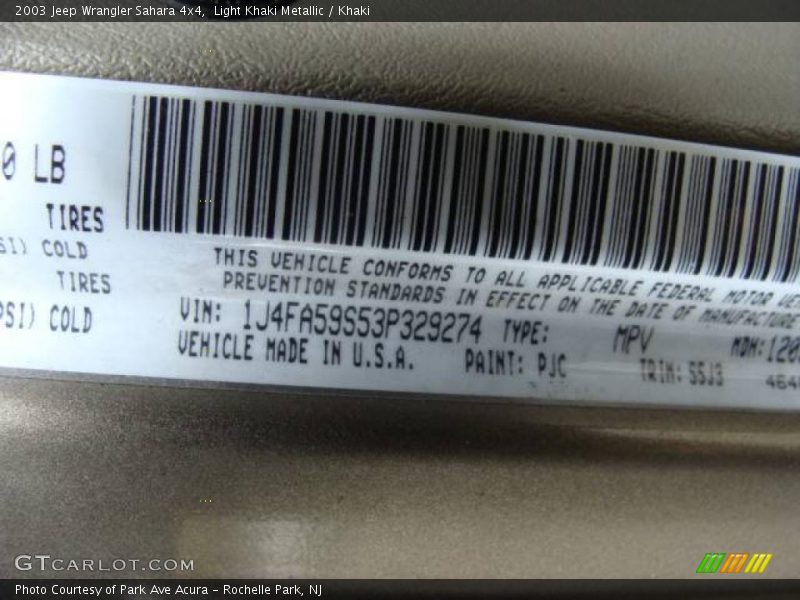 2003 Jeep Wrangler Sahara 4x4,  Light Khaki Metallic / Khaki
0 LB
TIRES
SI) COLD
TIRES
PSI) COLD
THIS VEHICLE CONFORMS TO ALL APPLICABLE FEDERAL MOTOR VE
PREVENTION STANDARDS IN EFFECT ON THE DATE OF MANUFACTURE
VIN: 1J4FA59S53P329274 TYPE: MPV MDH: 120
VEHICLE MADE IN U.S.A. PAINT: PJC TRIM: S5J3 464
GTCARLOT.COM
Photo Courtesy of Park Ave Acura – Rochelle Park, NJ